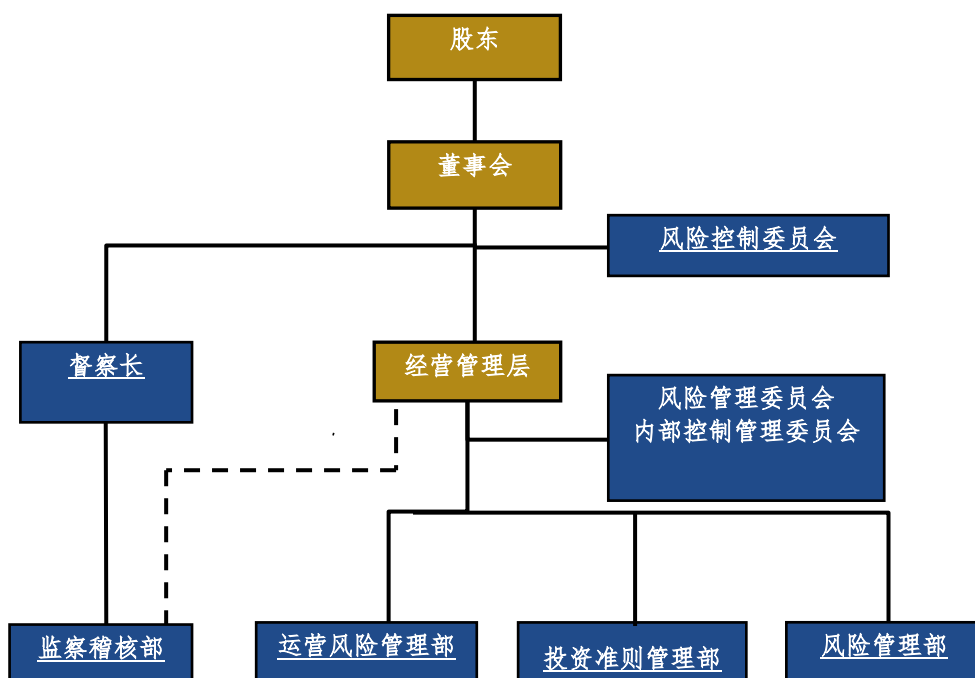 股东
董事会
风险控制委员会
督察长
经营管理层
风险管理委员会
内部控制管理委员会
监察稽核部
运营风险管理部
投资准则管理部
风险管理部